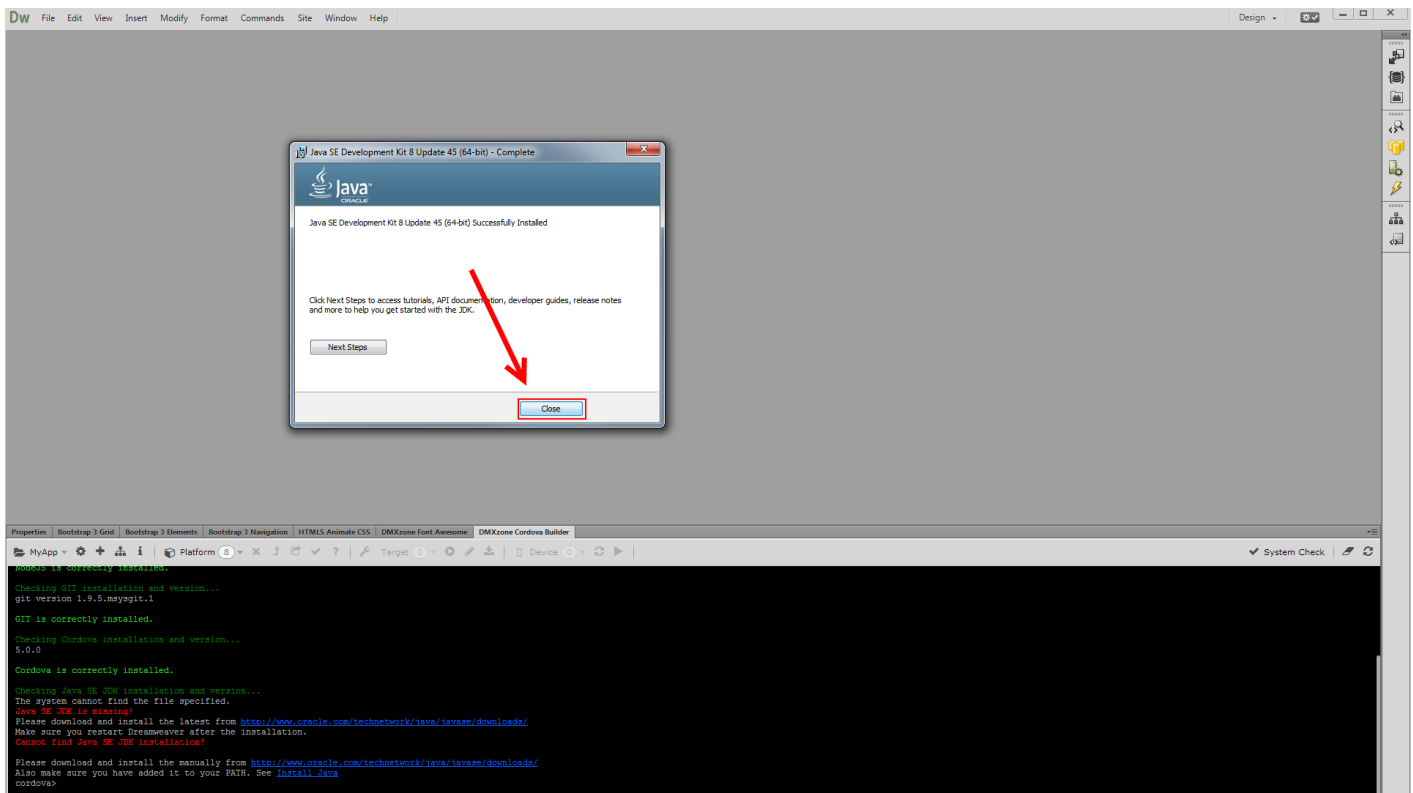 Dw File Edit View Insert Modify Format Commands Site Window Help Design
Java SE Development Kit 8 Update 45 (64-bit) - Complete
Java™
ORACLE
Java SE Development Kit 8 Update 45 (64-bit) Successfully Installed
Click Next Steps to access tutorials, API documentation, developer guides, release notes
and more to help you get started with the JDK.
Next Steps
Close
Properties Bootstrap 3 Grid Bootstrap 3 Elements Bootstrap 3 Navigation HTML5 Animate CSS DMXzone Font Awesome DMXzone Cordova Builder
MyApp Platform 8 Target 0 Device 0 System Check
NodeJS is correctly installed.
Checking GIT installation and version...
git version 1.9.5.msysgit.1
GIT is correctly installed.
Checking Cordova installation and version...
5.0.0
Cordova is correctly installed.
Checking Java SE JDK installation and version...
The system cannot find the file specified.
Java SE JDK is missing!
Please download and install the latest from http://www.oracle.com/technetwork/java/javase/downloads/
Make sure you restart Dreamweaver after the installation.
Cannot find Java SE JDK installation!
Please download and install the manually from http://www.oracle.com/technetwork/java/javase/downloads/
Also make sure you have added it to your PATH. See Install Java
cordova>